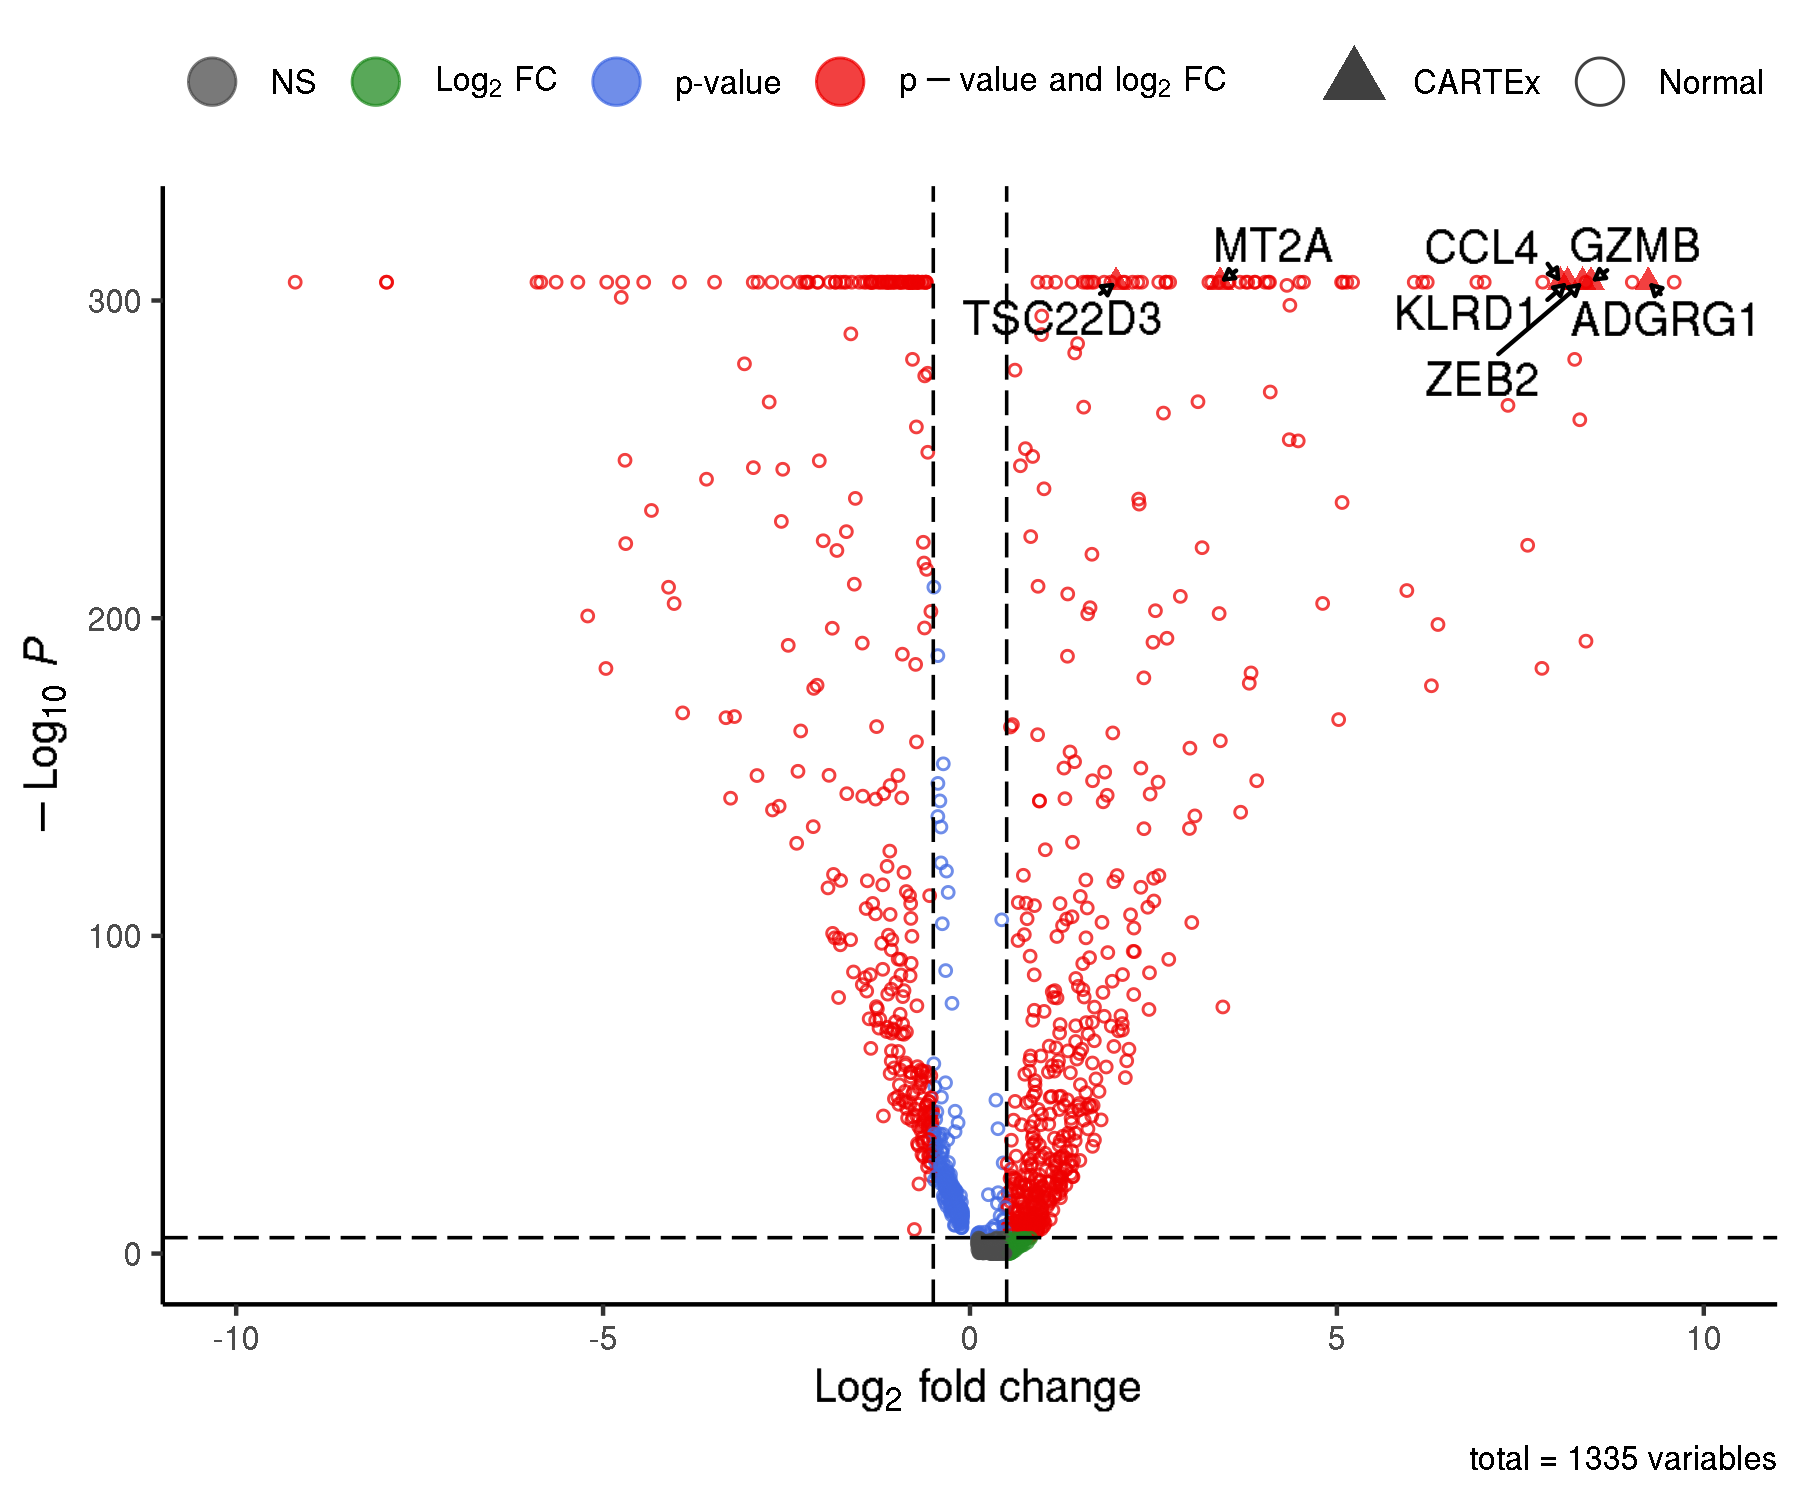 NS Log2 FC p-value p − value and log2 FC CARTEx Normal
MT2A CCL4 GZMB
TSC22D3 KLRD1 ADGRG1
ZEB2
300
200
100
0
− Log10 P
-10 -5 0 5 10
Log2 fold change
total = 1335 variables